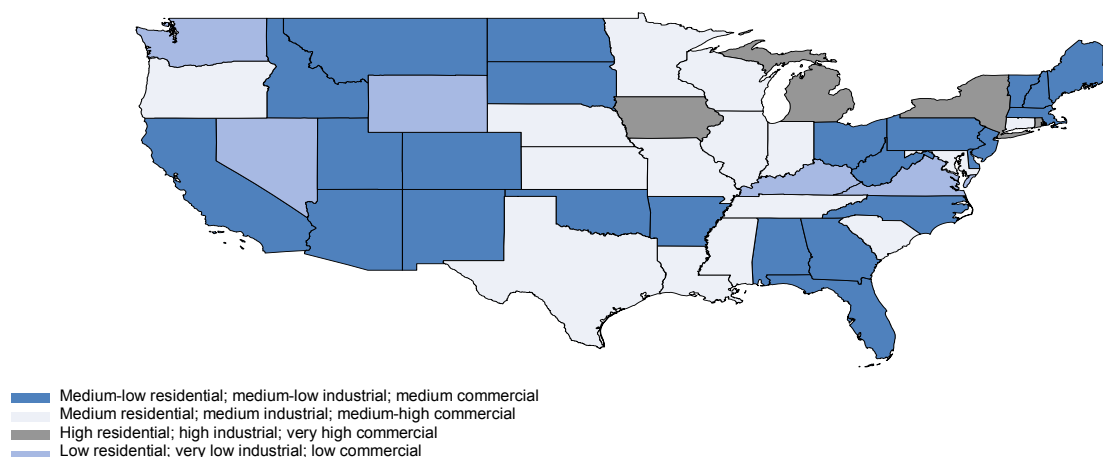 Medium-low residential; medium-low industrial; medium commercial
Medium residential; medium industrial; medium-high commercial
High residential; high industrial; very high commercial
Low residential; very low industrial; low commercial